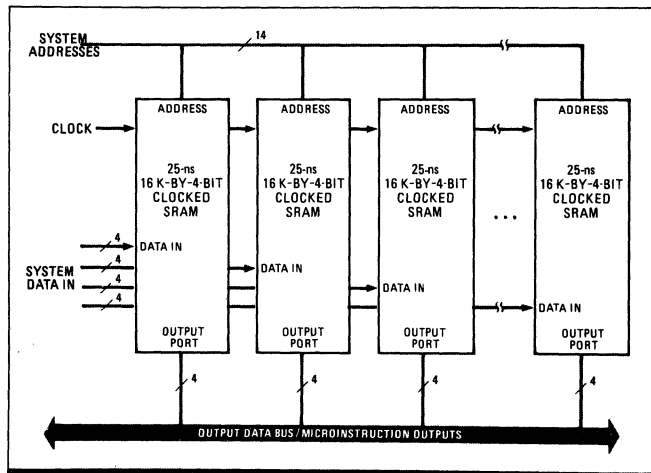 SYSTEM
ADDRESSES
14
CLOCK
ADDRESS
25-ns
16 K-BY-4-BIT
CLOCKED
SRAM
DATA IN
OUTPUT
PORT
4
ADDRESS
25-ns
16 K-BY-4-BIT
CLOCKED
SRAM
DATA IN
OUTPUT
PORT
4
ADDRESS
25-ns
16 K-BY-4-BIT
CLOCKED
SRAM
DATA IN
OUTPUT
PORT
4
...
ADDRESS
25-ns
16 K-BY-4-BIT
CLOCKED
SRAM
DATA IN
OUTPUT
PORT
4
SYSTEM
DATA IN
4
4
4
4
OUTPUT DATA BUS/MICROINSTRUCTION OUTPUTS